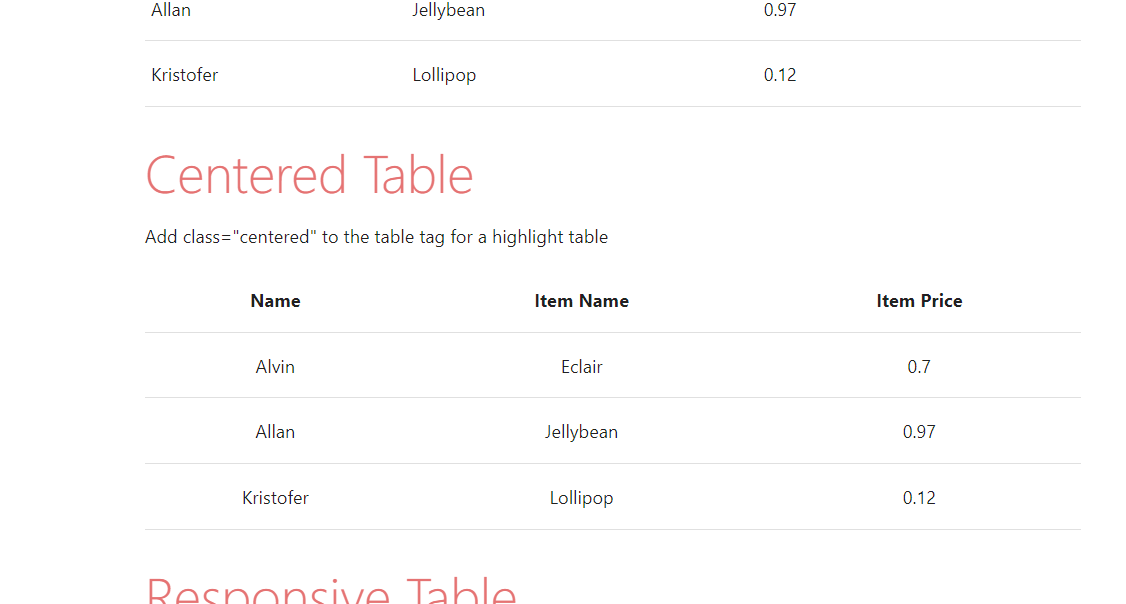 Allan Jellybean 0.97
Kristofer Lollipop 0.12
Centered Table
Add class="centered" to the table tag for a highlight table
Name Item Name Item Price
Alvin Eclair 0.7
Allan Jellybean 0.97
Kristofer Lollipop 0.12
Responsive Table